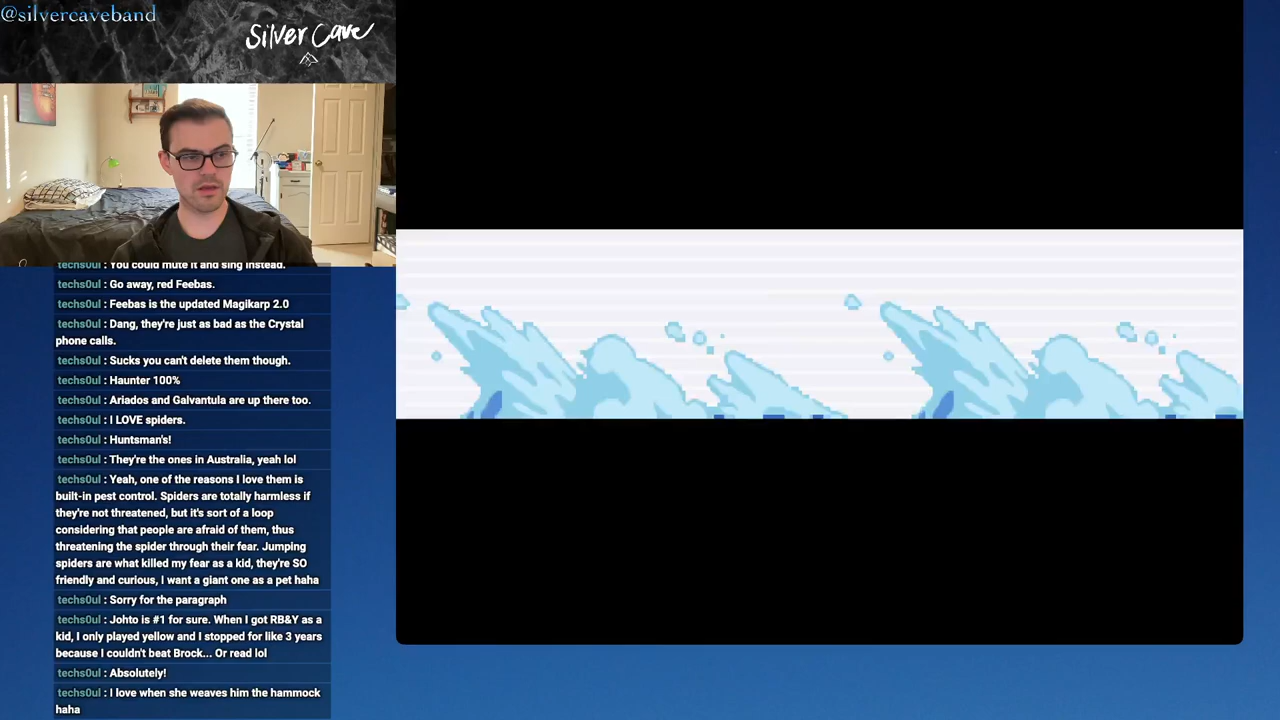 @silvercaveband
Silver Cave
techs0ul : You could mute it and sing instead.
techs0ul : Go away, red Feebas.
techs0ul : Feebas is the updated Magikarp 2.0
techs0ul : Dang, they're just as bad as the Crystal
phone calls.
techs0ul : Sucks you can't delete them though.
techs0ul : Haunter 100%
techs0ul : Ariados and Galvantula are up there too.
techs0ul : I LOVE spiders.
techs0ul : Huntsman's!
techs0ul : They're the ones in Australia, yeah lol
techs0ul : Yeah, one of the reasons I love them is
built-in pest control. Spiders are totally harmless if
they're not threatened, but it's sort of a loop
considering that people are afraid of them, thus
threatening the spider through their fear. Jumping
spiders are what killed my fear as a kid, they're SO
friendly and curious, I want a giant one as a pet haha
techs0ul : Sorry for the paragraph
techs0ul : Johto is #1 for sure. When I got RB&Y as a
kid, I only played yellow and I stopped for like 3 years
because I couldn't beat Brock... Or read lol
techs0ul : Absolutely!
techs0ul : I love when she weaves him the hammock
haha